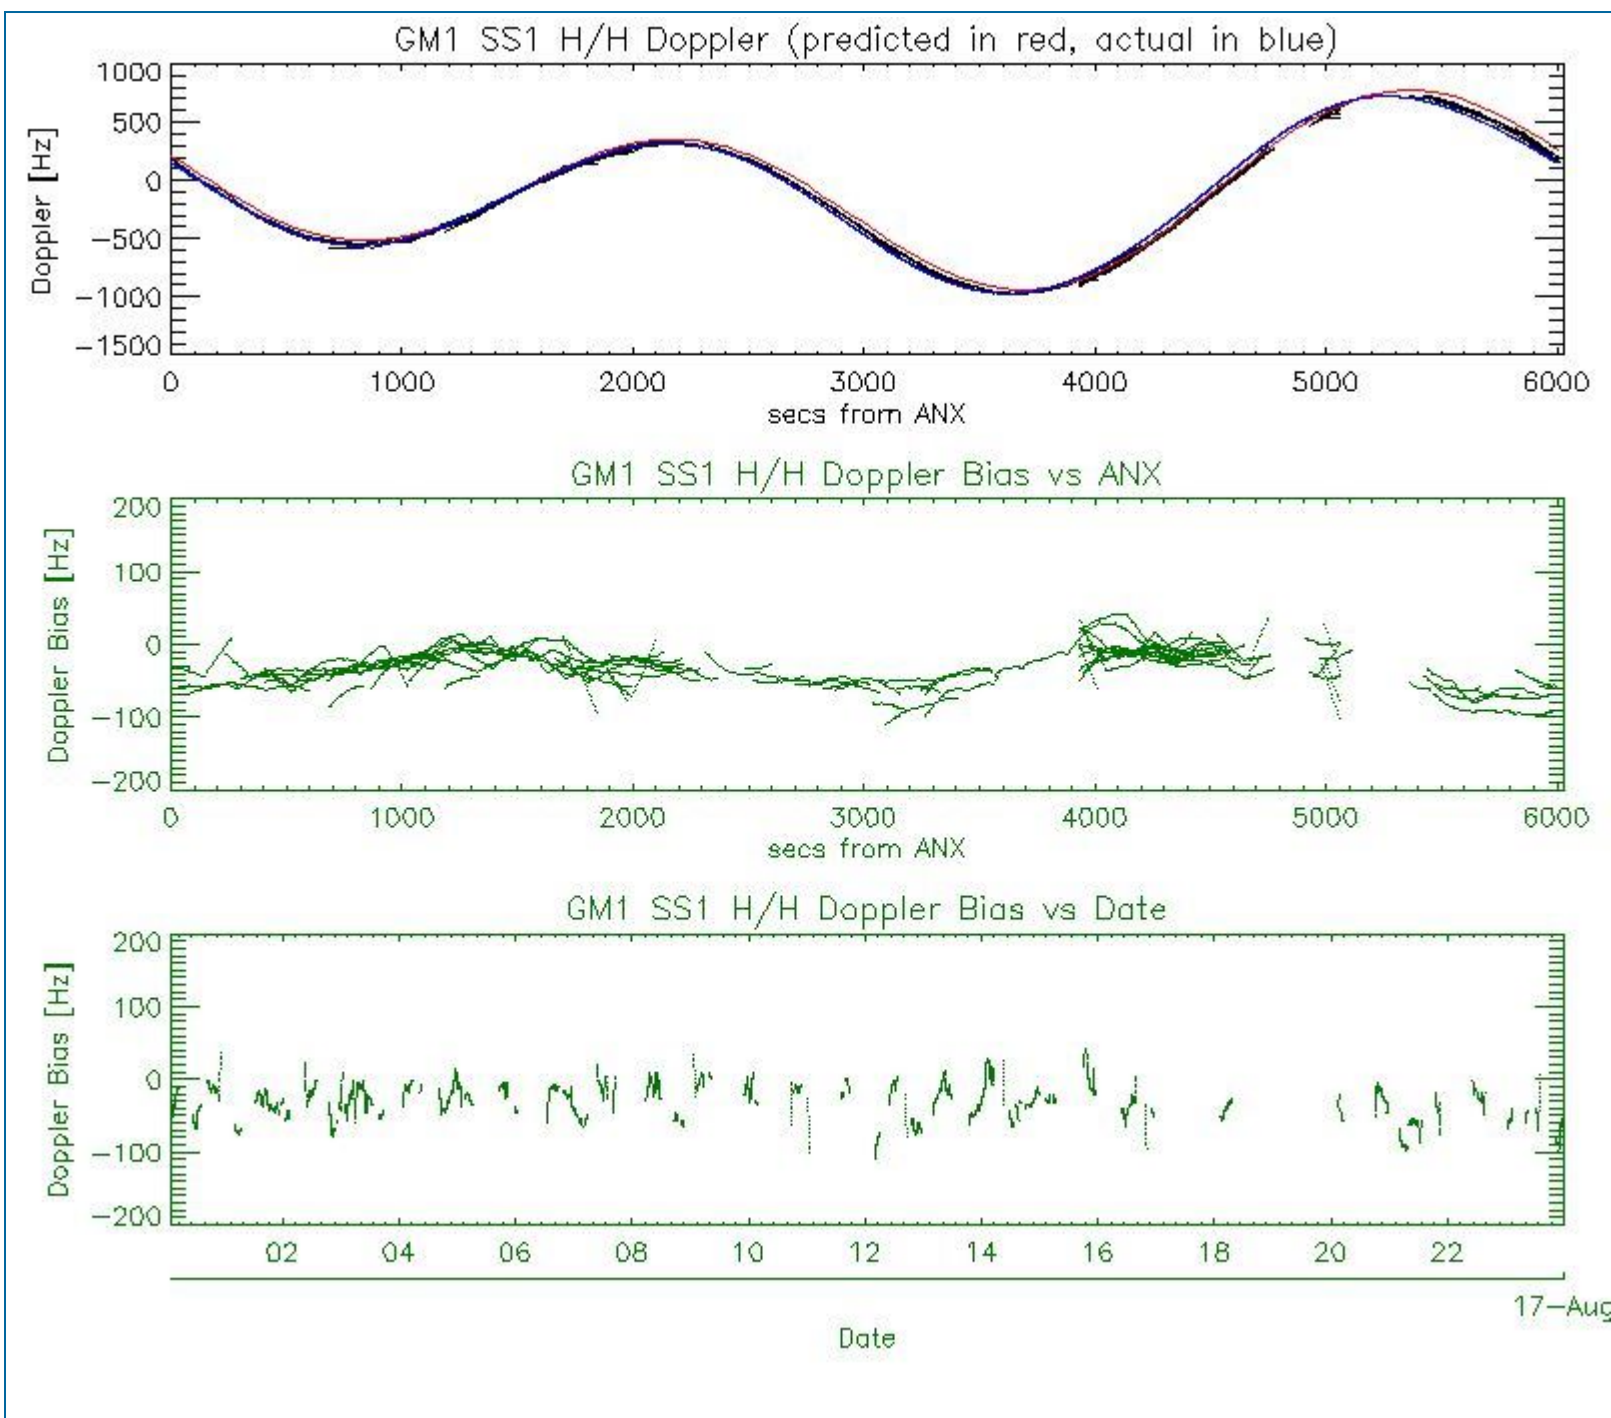 GM1 SS1 H/H Doppler (predicted in red, actual in blue)
Doppler [Hz]
1000
500
0
-500
-1000
-1500
0 1000 2000 3000 4000 5000 6000
secs from ANX
GM1 SS1 H/H Doppler Bias vs ANX
Doppler Bias [Hz]
200
100
0
-100
-200
0 1000 2000 3000 4000 5000 6000
secs from ANX
GM1 SS1 H/H Doppler Bias vs Date
Doppler Bias [Hz]
200
100
0
-100
-200
02 04 06 08 10 12 14 16 18 20 22
17-Aug
Date